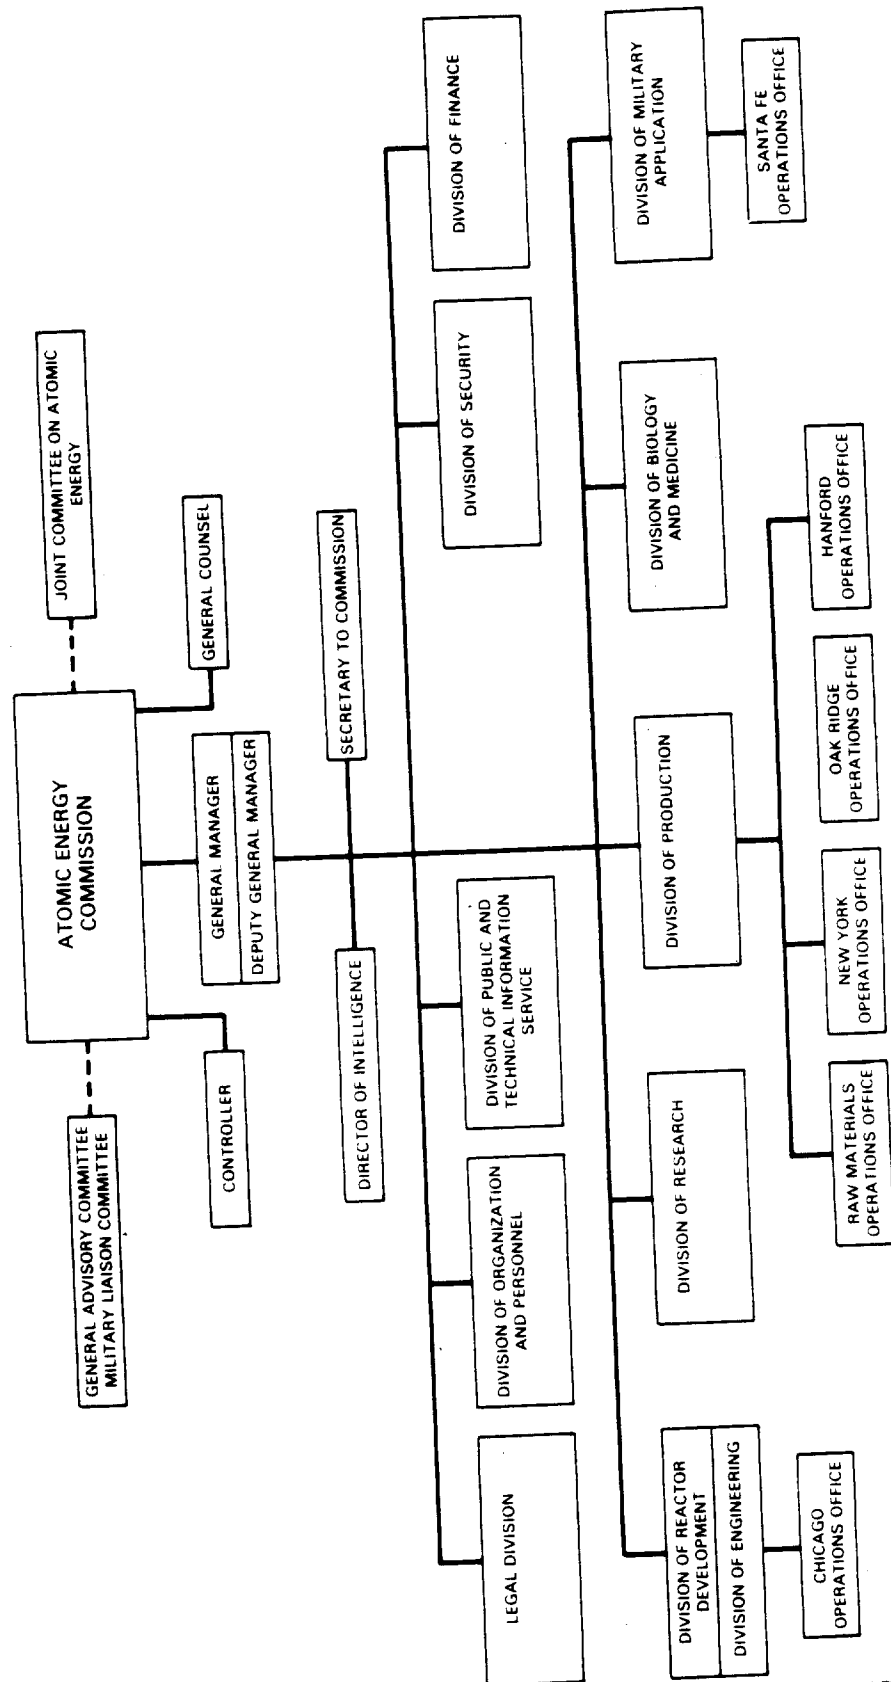 ATOMIC ENERGY
COMMISSION
GENERAL ADVISORY COMMITTEE
MILITARY LIAISON COMMITTEE
JOINT COMMITTEE ON ATOMIC
ENERGY
CONTROLLER
GENERAL MANAGER
DEPUTY GENERAL MANAGER
GENERAL COUNSEL
DIRECTOR OF INTELLIGENCE
SECRETARY TO COMMISSION
LEGAL DIVISION
DIVISION OF ORGANIZATION
AND PERSONNEL
DIVISION OF PUBLIC AND
TECHNICAL INFORMATION
SERVICE
DIVISION OF SECURITY
DIVISION OF FINANCE
DIVISION OF REACTOR
DEVELOPMENT
DIVISION OF ENGINEERING
DIVISION OF RESEARCH
DIVISION OF PRODUCTION
DIVISION OF BIOLOGY
AND MEDICINE
DIVISION OF MILITARY
APPLICATION
CHICAGO
OPERATIONS OFFICE
RAW MATERIALS
OPERATIONS OFFICE
NEW YORK
OPERATIONS OFFICE
OAK RIDGE
OPERATIONS OFFICE
HANFORD
OPERATIONS OFFICE
SANTA FE
OPERATIONS OFFICE